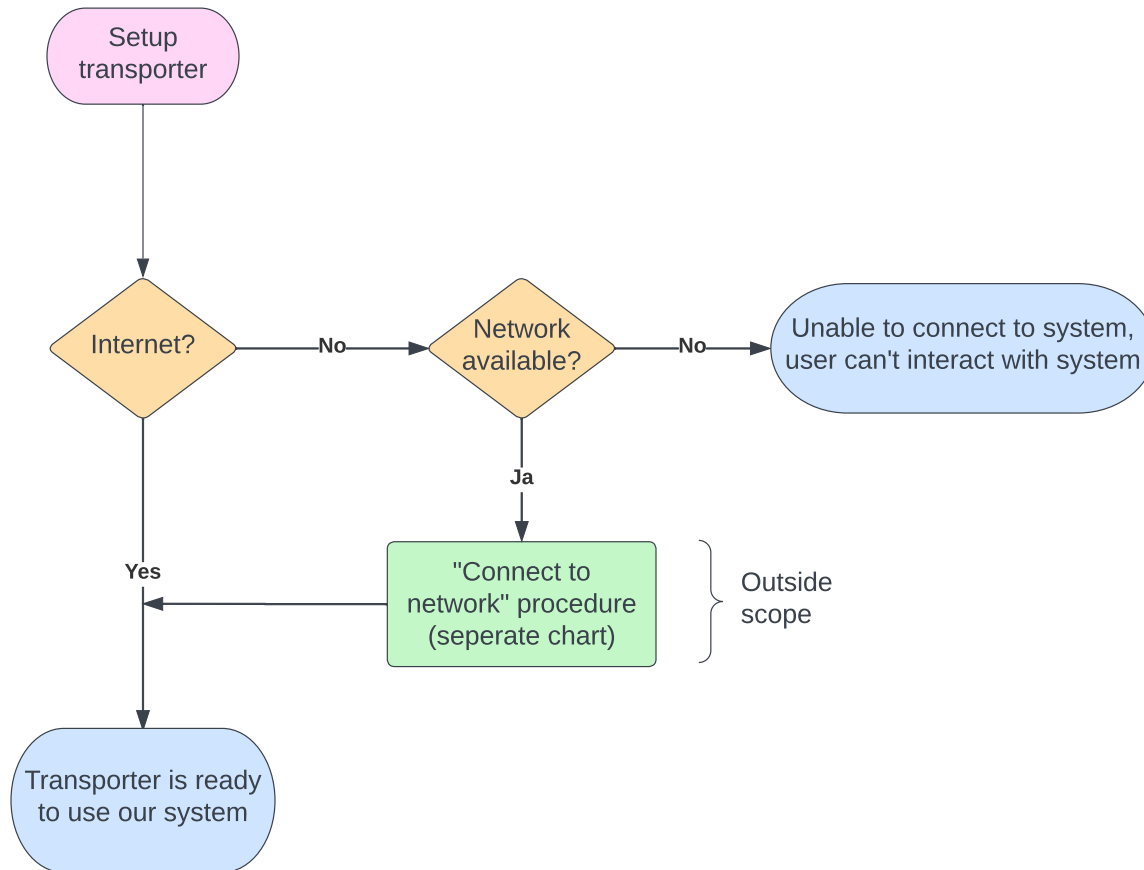 Setup
transporter
Internet?
No
Network
available?
No
Unable to connect to system,
user can't interact with system
Ja
Yes
"Connect to
network" procedure
(seperate chart)
Outside
scope
Transporter is ready
to use our system